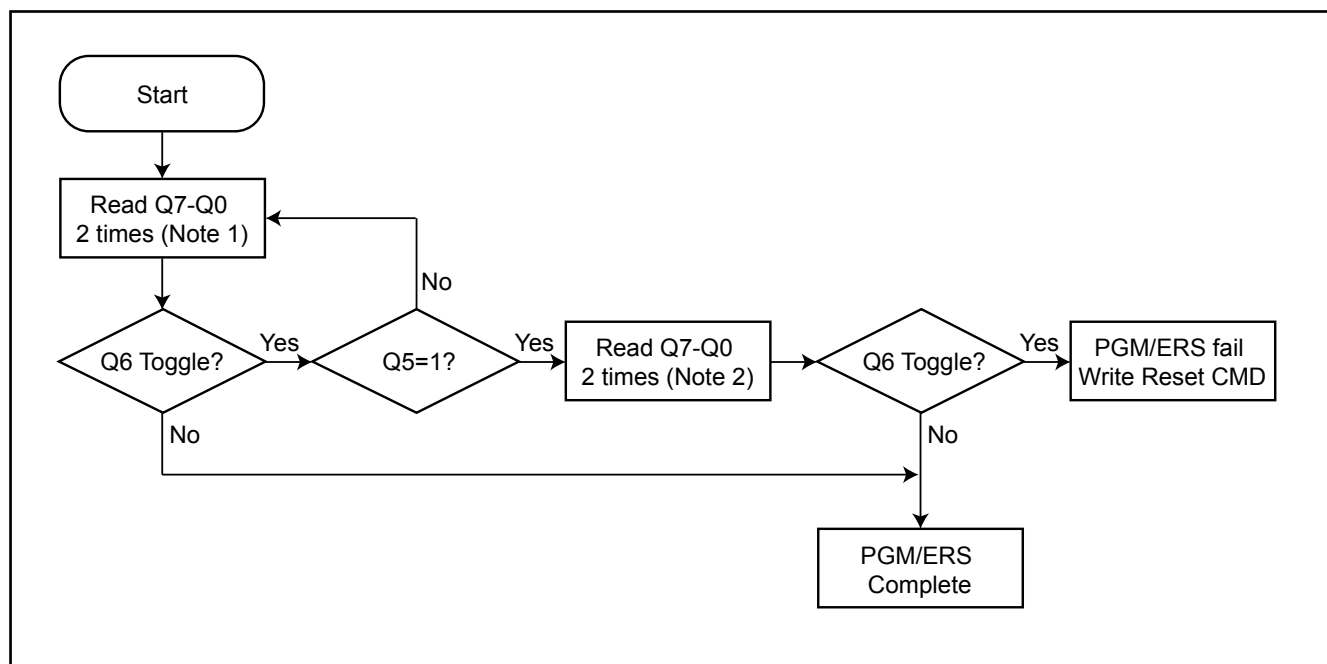 Start
Read Q7-Q0
2 times (Note 1)
No
Q6 Toggle?
Yes
Q5=1?
Yes
Read Q7-Q0
2 times (Note 2)
Q6 Toggle?
Yes
PGM/ERS fail
Write Reset CMD
No
No
PGM/ERS
Complete